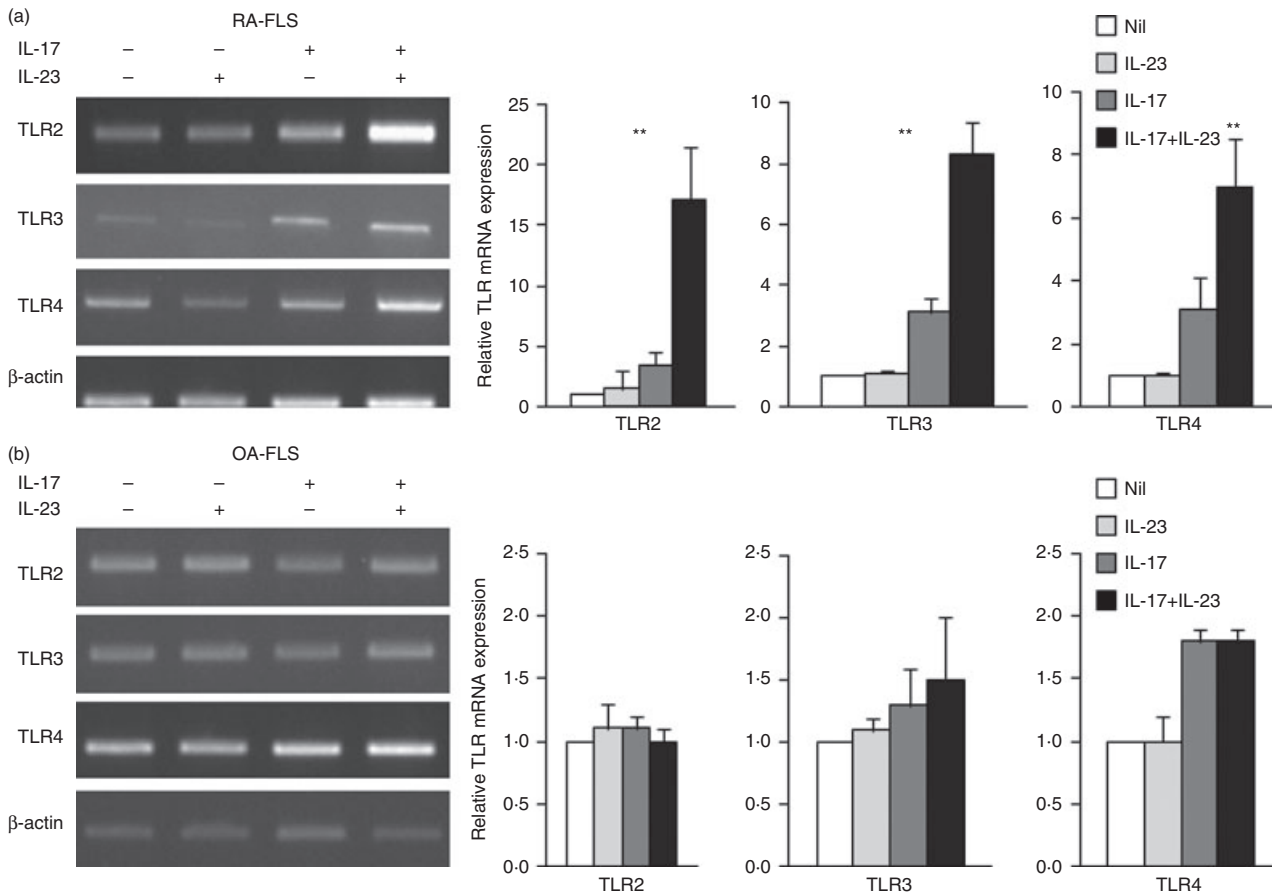 (a)
RA-FLS
IL-17 – – + +
IL-23 – + – +
TLR2
TLR3
TLR4
β-actin
Relative TLR mRNA expression
25
20
15
10
5
0
**
TLR2
10
8
6
4
2
0
**
TLR3
Nil
IL-23
IL-17
IL-17+IL-23
10
8
6
4
2
0
**
TLR4
(b)
OA-FLS
IL-17 – – + +
IL-23 – + – +
TLR2
TLR3
TLR4
β-actin
Relative TLR mRNA expression
2·5
2·0
1·5
1·0
0·5
0·0
TLR2
2·5
2·0
1·5
1·0
0·5
0·0
TLR3
Nil
IL-23
IL-17
IL-17+IL-23
2·5
2·0
1·5
1·0
0·5
0·0
TLR4